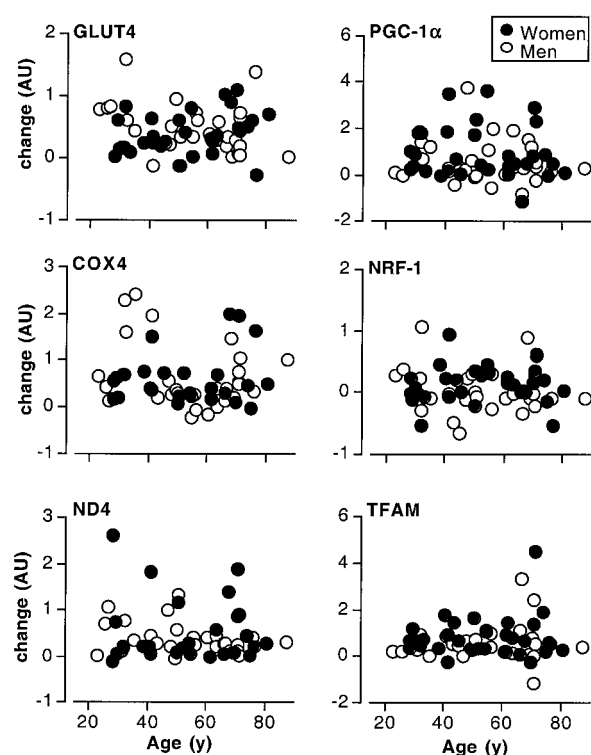 GLUT4
PGC-1α
Women
Men
change (AU)
2
1
0
-1
6
4
2
0
-2
COX4
NRF-1
change (AU)
3
2
1
0
-1
2
1
0
-1
ND4
TFAM
change (AU)
3
2
1
0
-1
6
4
2
0
-2
20 40 60 80
20 40 60 80
Age (y)
Age (y)